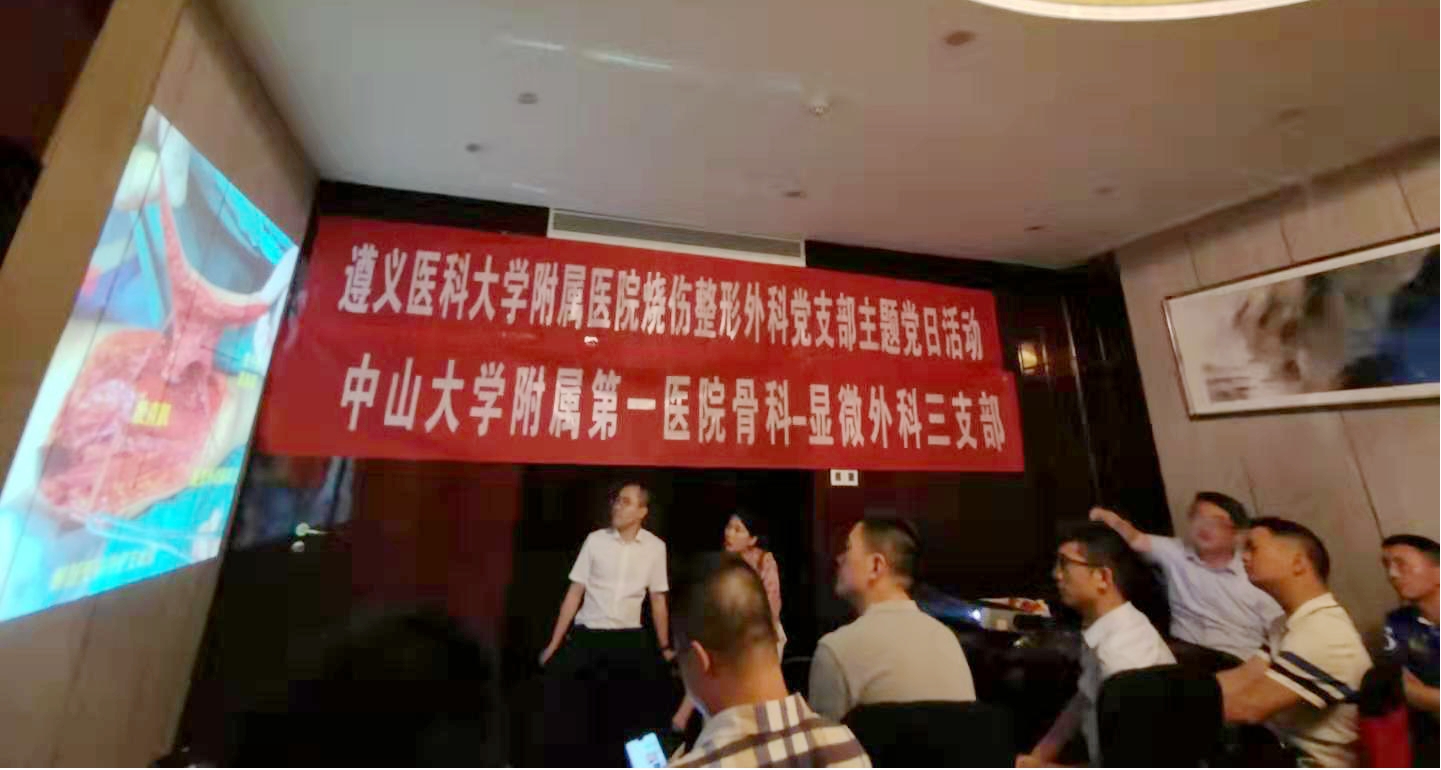 遵义医科大学附属医院烧伤整形外科党支部主题党日活动
中山大学附属第一医院骨科-显微外科三支部